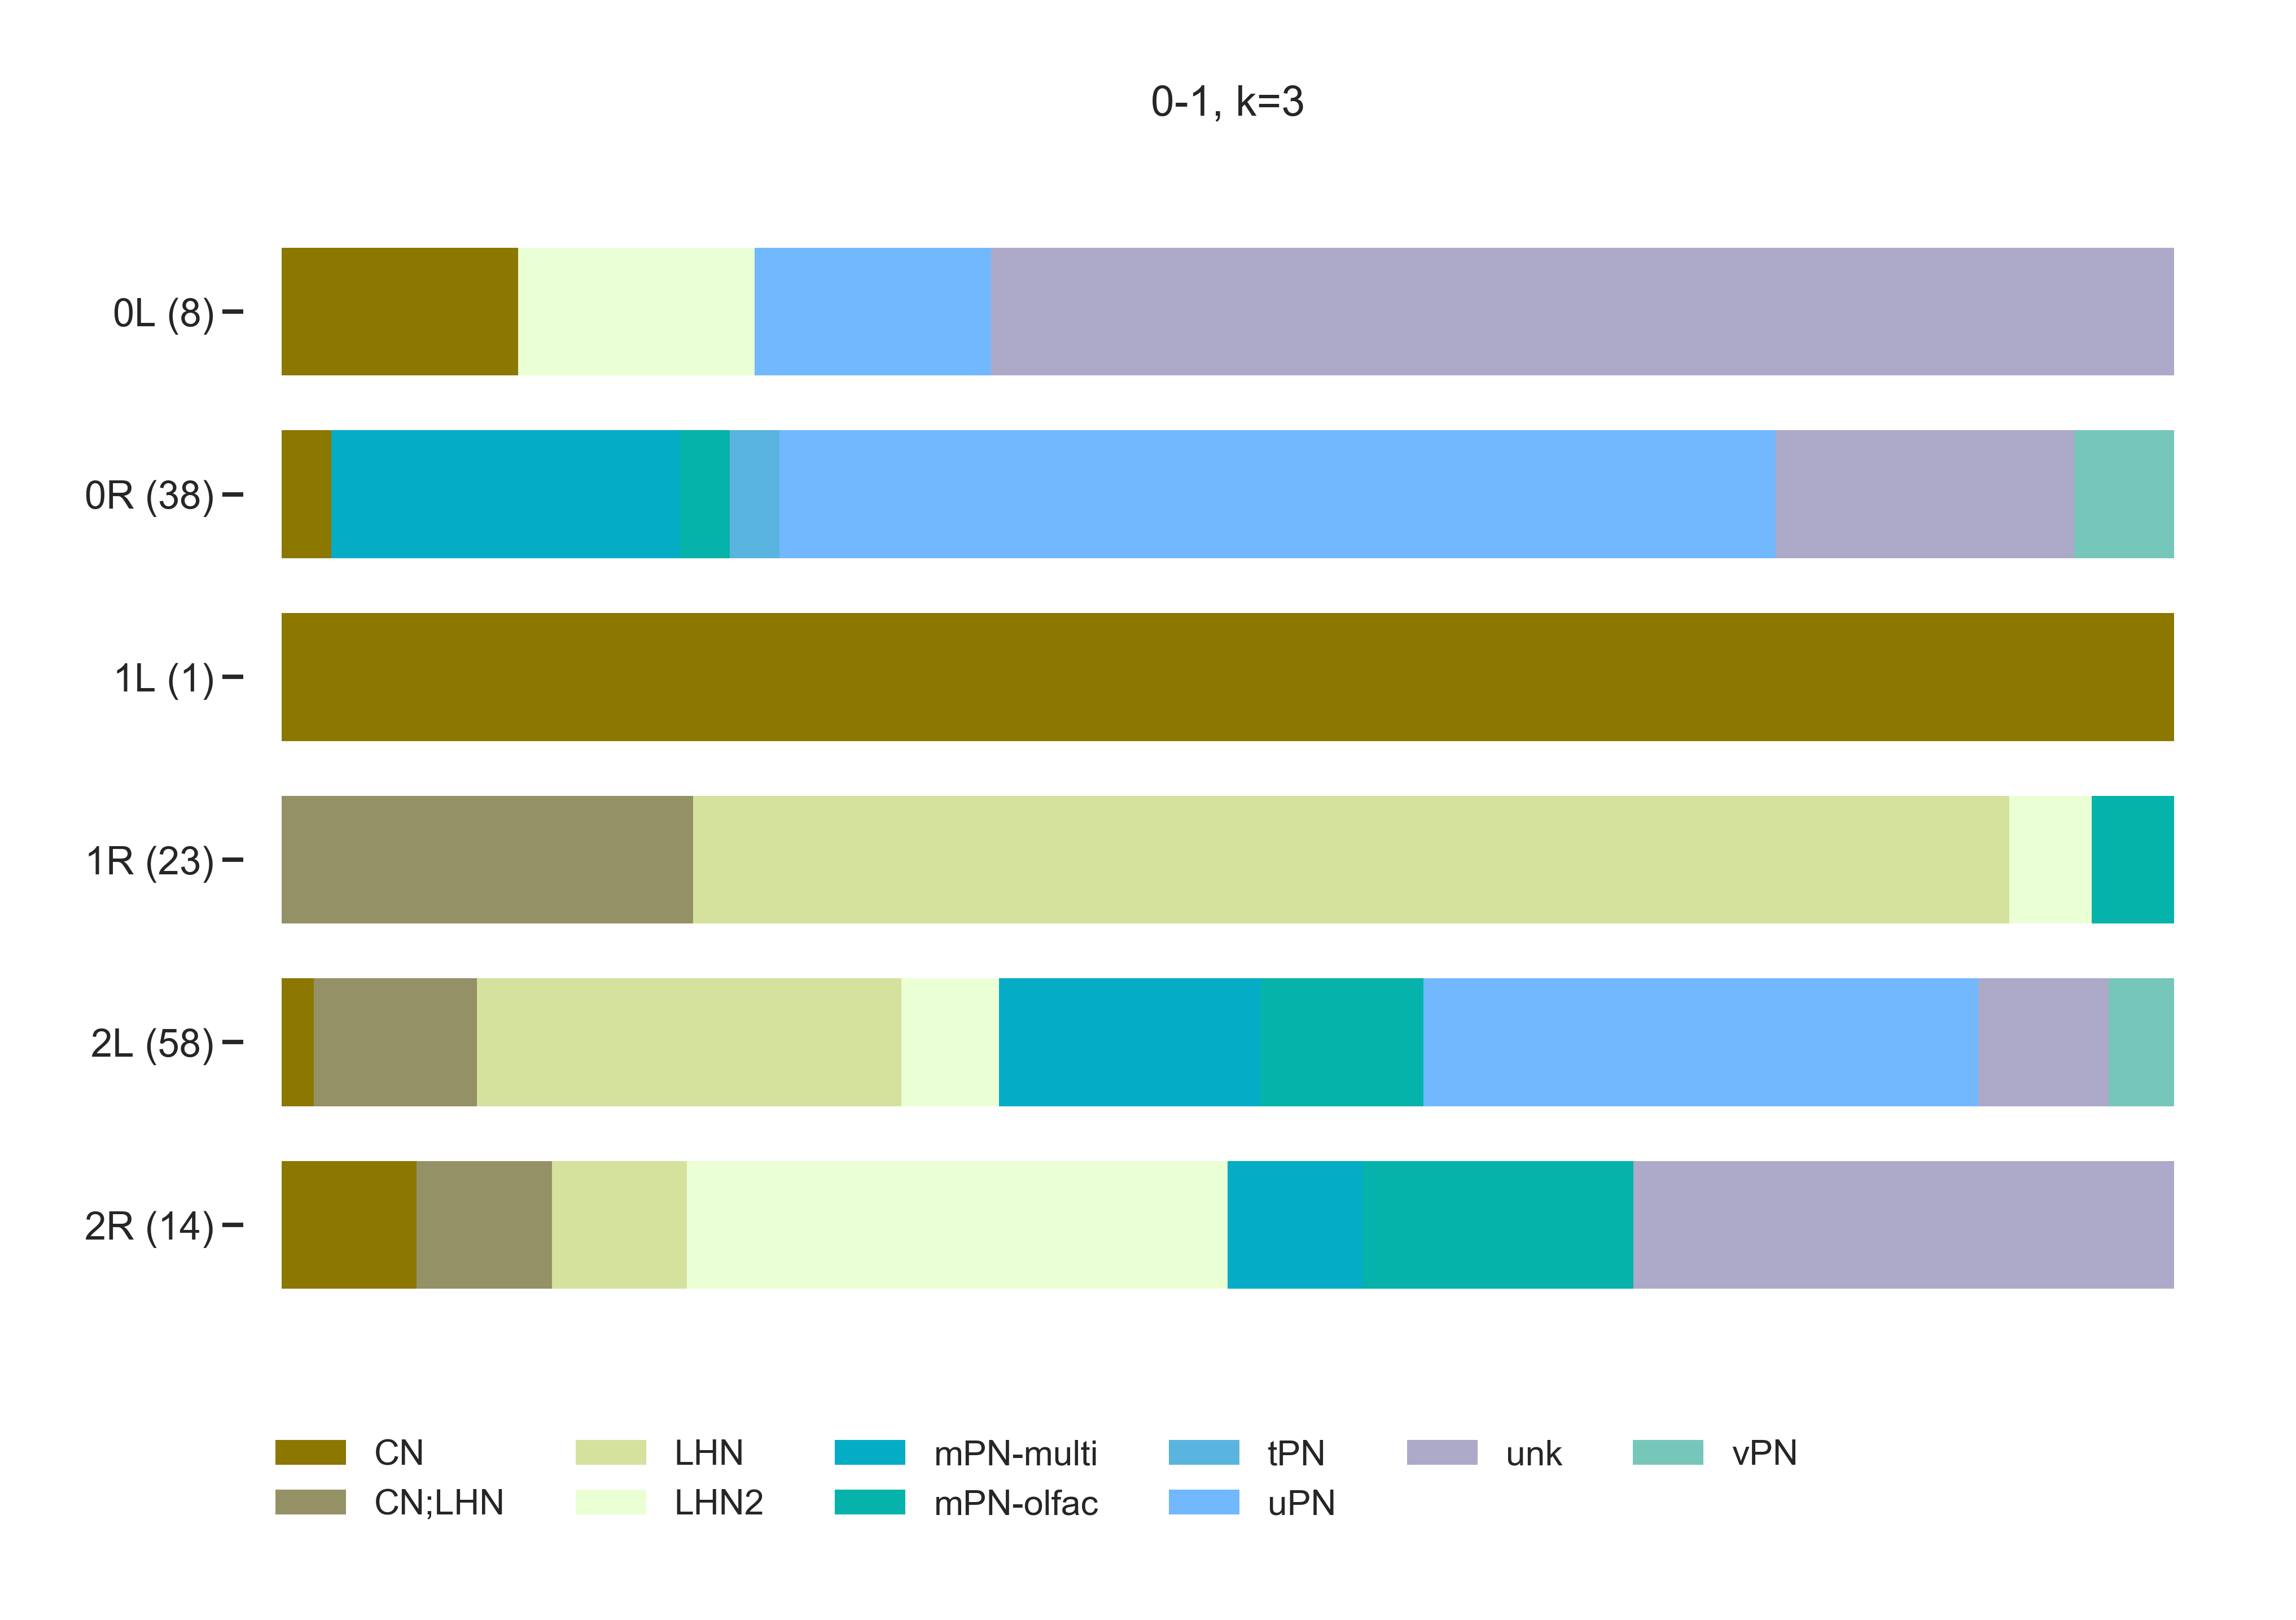 0-1, k=3
0L (8)
0R (38)
1L (1)
1R (23)
2L (58)
2R (14)
CN LHN mPN-multi tPN unk vPN
CN;LHN LHN2 mPN-olfac uPN